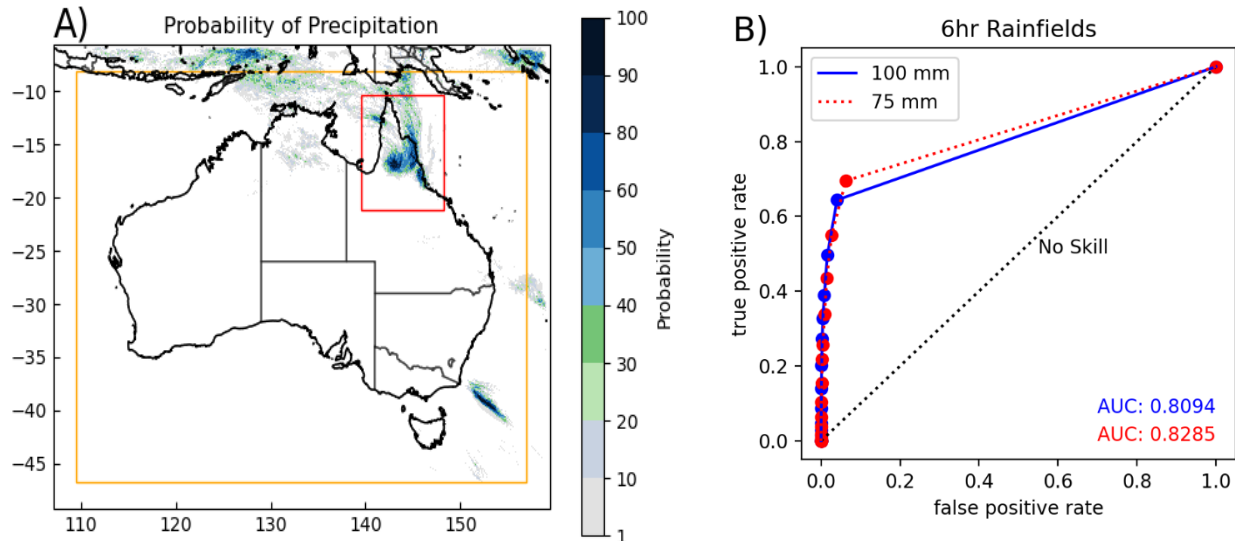 A)
Probability of Precipitation
−10
−15
−20
−25
−30
−35
−40
−45
110
120
130
140
150
100
90
80
60
50
40
30
20
10
1
Probability
B)
6hr Rainfields
100 mm
75 mm
1.0
0.8
0.6
0.4
0.2
0.0
true positive rate
No Skill
AUC: 0.8094
AUC: 0.8285
0.0
0.2
0.4
0.6
0.8
1.0
false positive rate